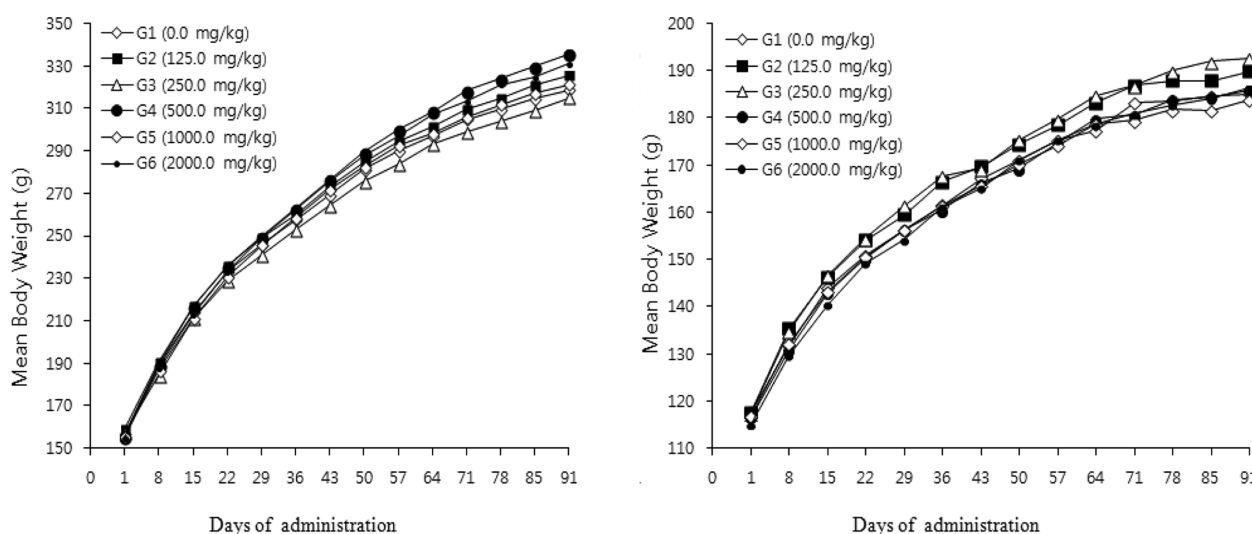 350
330
310
290
270
250
230
210
190
170
150
Mean Body Weight (g)
G1 (0.0 mg/kg)
G2 (125.0 mg/kg)
G3 (250.0 mg/kg)
G4 (500.0 mg/kg)
G5 (1000.0 mg/kg)
G6 (2000.0 mg/kg)
0 1 8 15 22 29 36 43 50 57 64 71 78 85 91
Days of administration
200
190
180
170
160
150
140
130
120
110
Mean Body Weight (g)
G1 (0.0 mg/kg)
G2 (125.0 mg/kg)
G3 (250.0 mg/kg)
G4 (500.0 mg/kg)
G5 (1000.0 mg/kg)
G6 (2000.0 mg/kg)
0 1 8 15 22 29 36 43 50 57 64 71 78 85 91
Days of administration